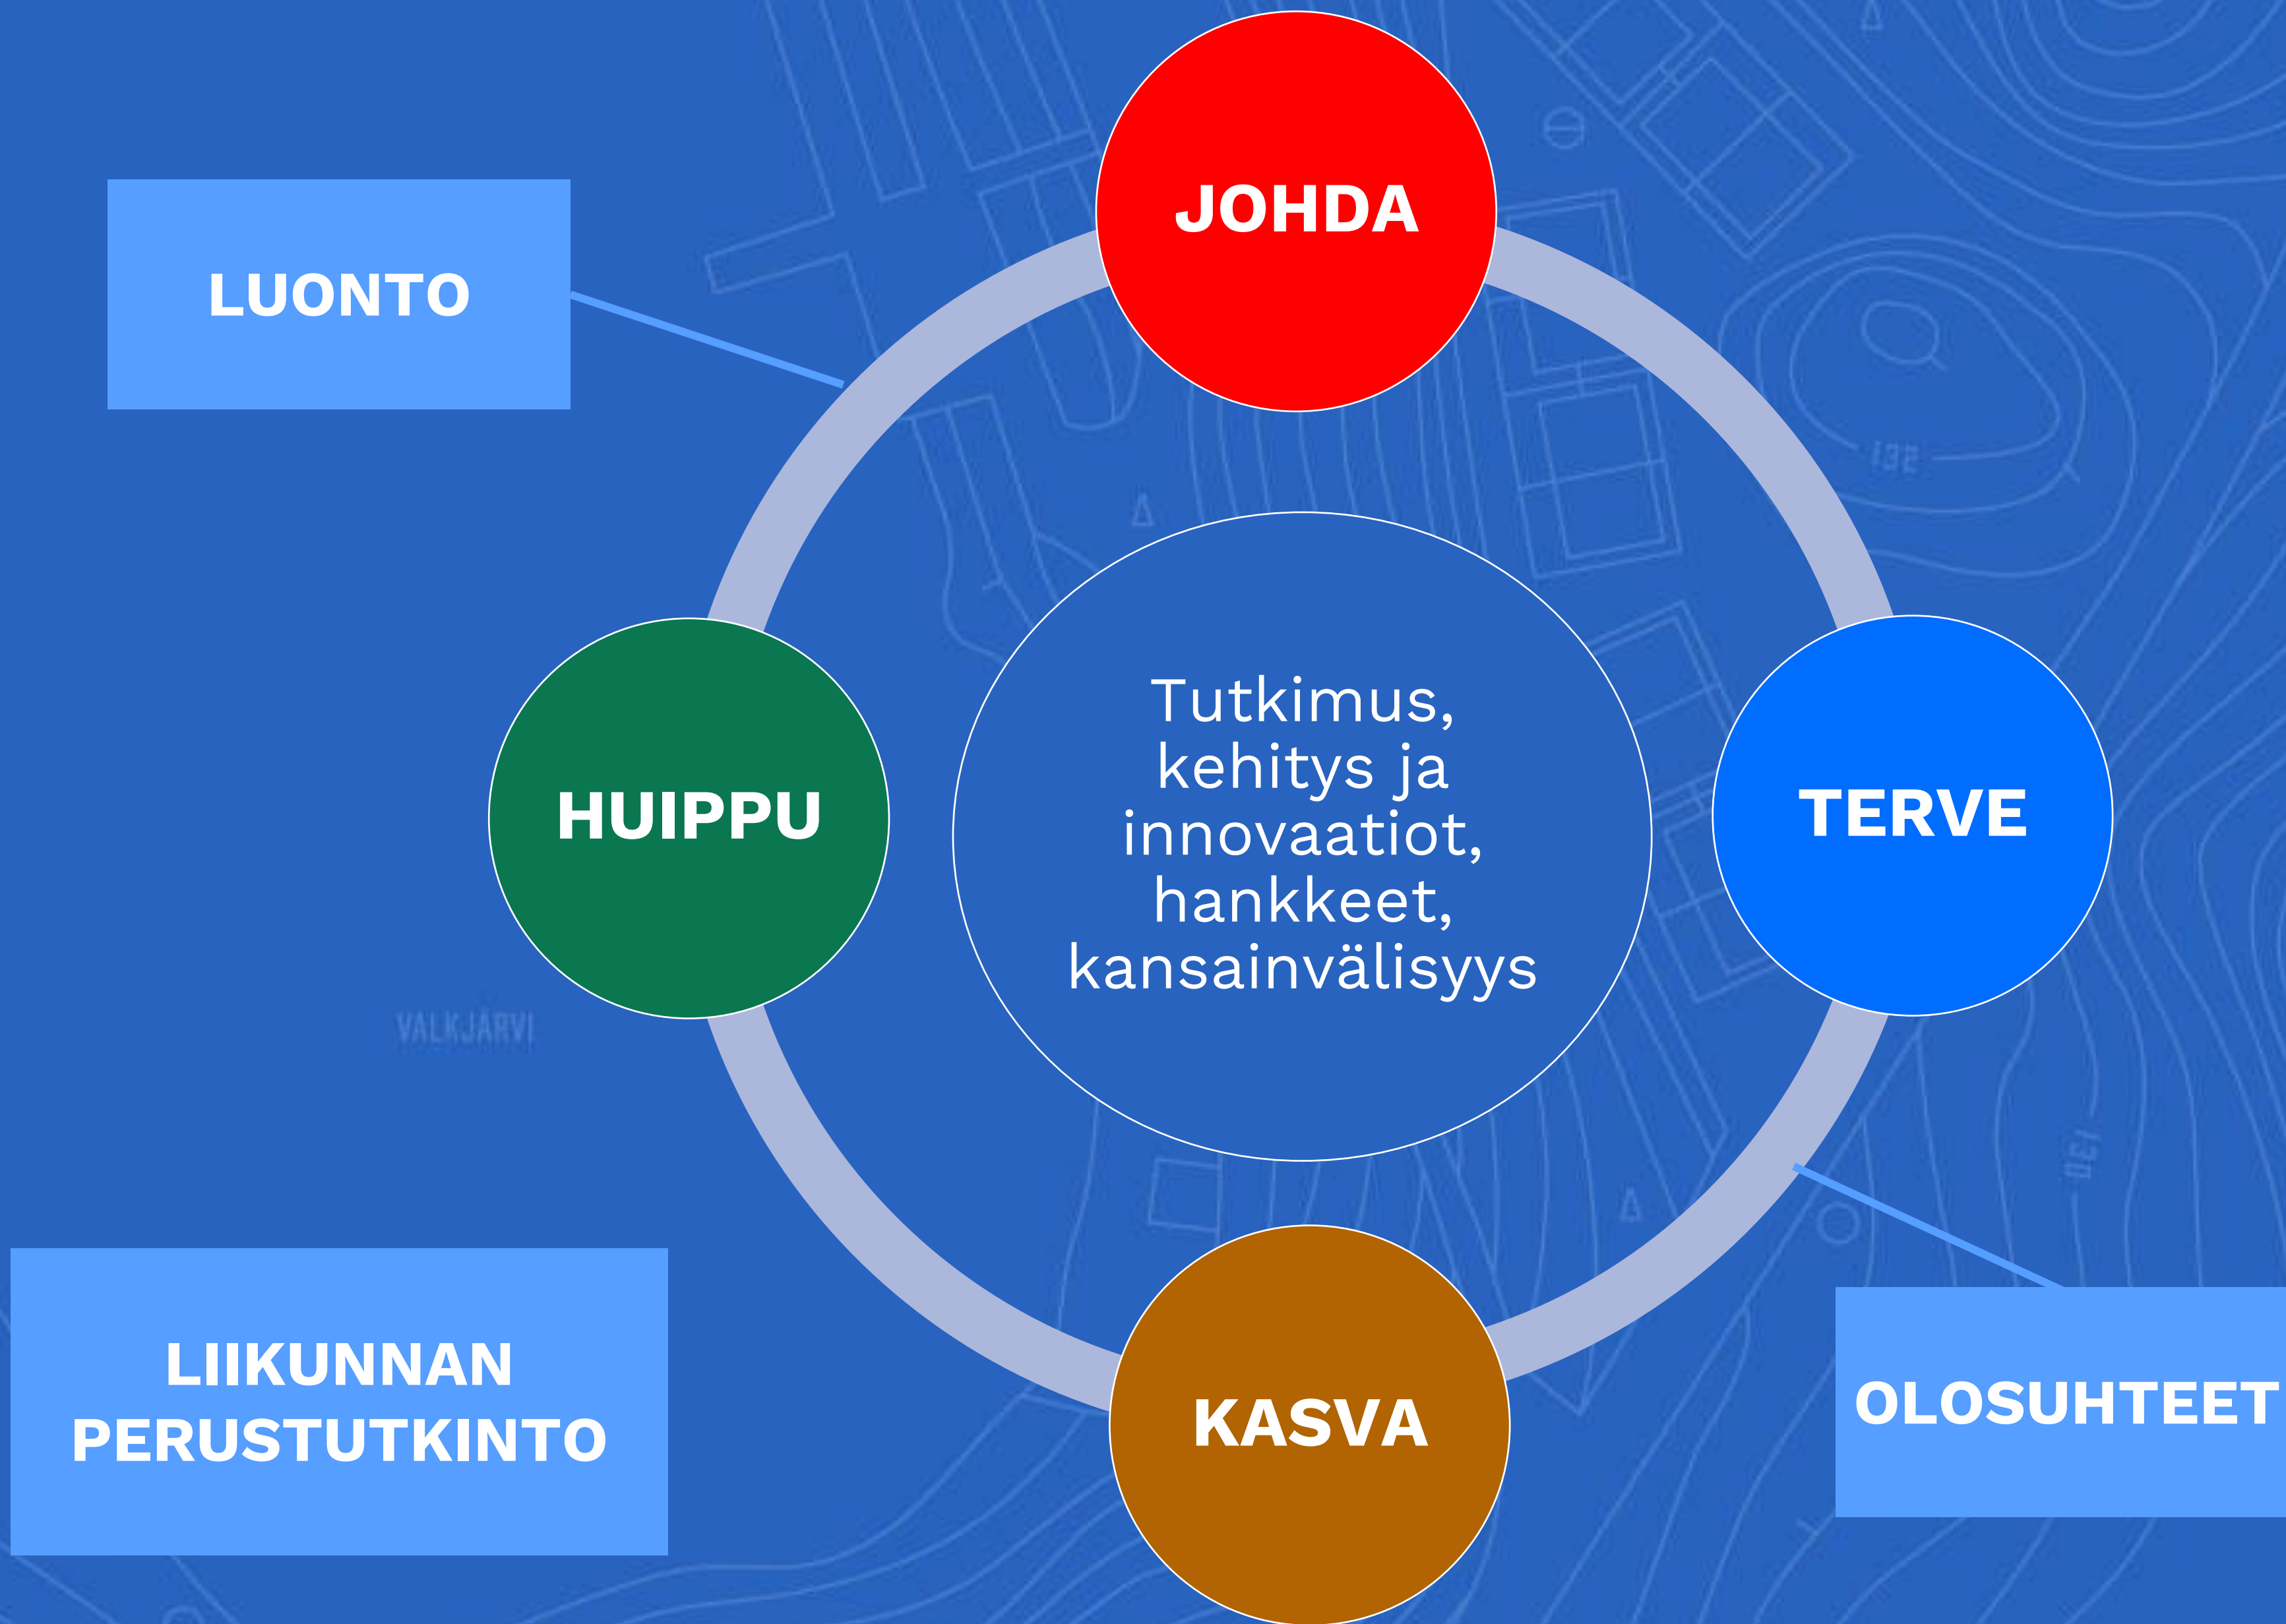 JOHDA
LUONTO
HUIPPU
Tutkimus,
kehitys ja
innovaatiot,
hankkeet,
kansainvälisyys
TERVE
VALKJÄRVI
KASVA
LIIKUNNAN
PERUSTUTKINTO
OLOSUHTEET